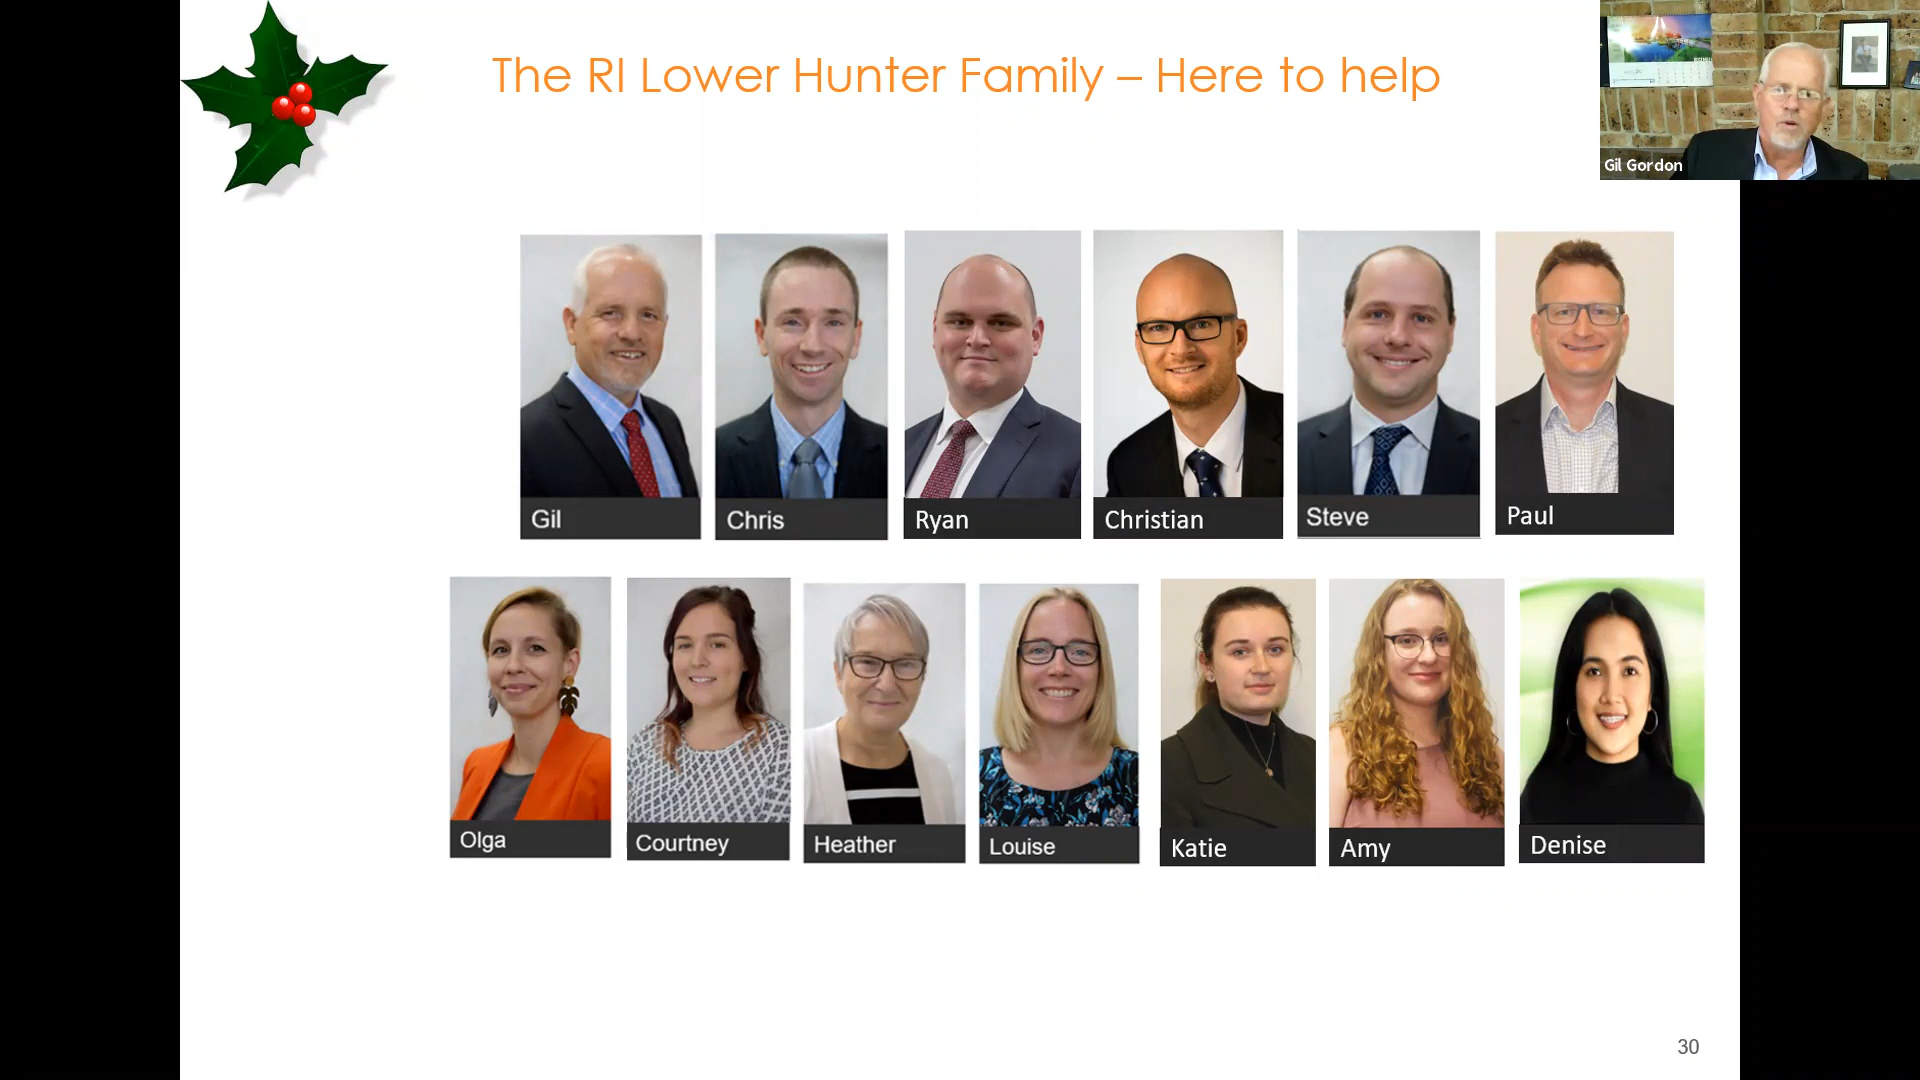 The RI Lower Hunter Family – Here to help
Gil Gordon
Gil
Chris
Ryan
Christian
Steve
Paul
Olga
Courtney
Heather
Louise
Katie
Amy
Denise
30